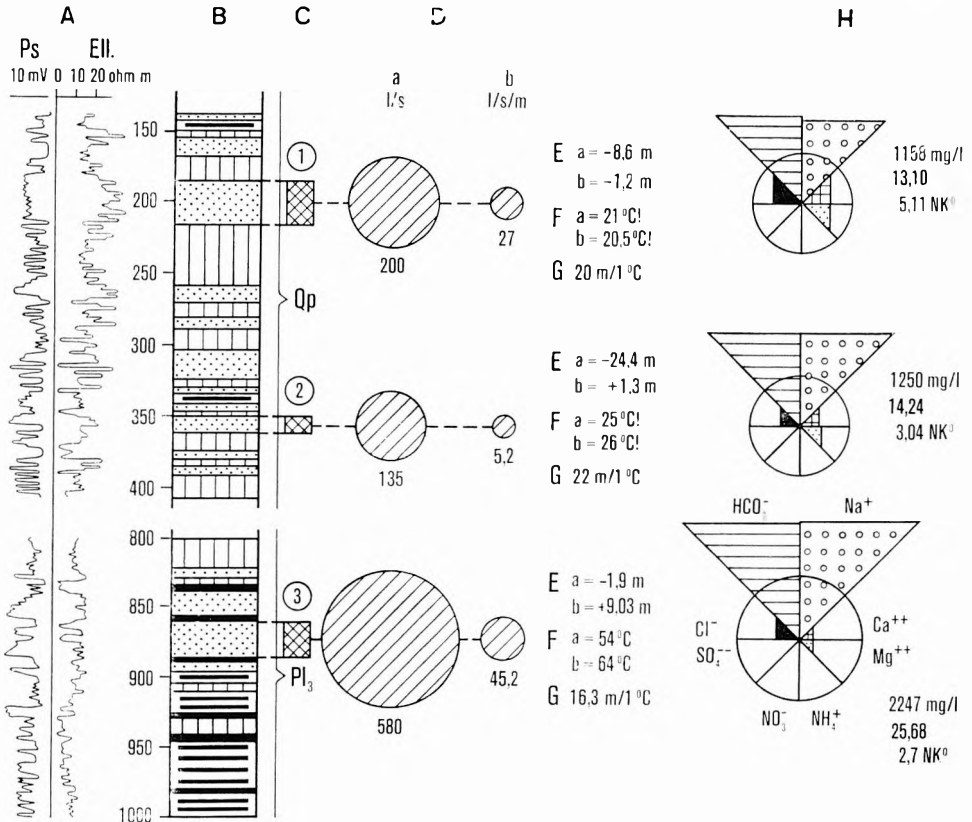 A B C D H
Ps Ell. a b
10 mV 0 10 20 ohm m l/s l/s/m
150
200
250
300
350
400
800
850
900
950
1000
1
2
3
Qp
Pl₃
200 27
135 5,2
580 45,2
E a = -8,6 m
b = -1,2 m
F a = 21 °C!
b = 20,5°C!
G 20 m/1 °C
E a = -24,4 m
b = +1,3 m
F a = 25°C!
b = 26°C!
G 22 m/1 °C
E a = -1,9 m
b = +9,03 m
F a = 54°C
b = 64°C
G 16,3 m/1 °C
1158 mg/l
13,10
5,11 NK⁰
1250 mg/l
14,24
3,04 NK⁰
HCO₃⁻ Na⁺
Cl⁻ Ca⁺⁺
SO₄⁻⁻ Mg⁺⁺
NO₃⁻ NH₄⁺
2247 mg/l
25,68
2,7 NK⁰